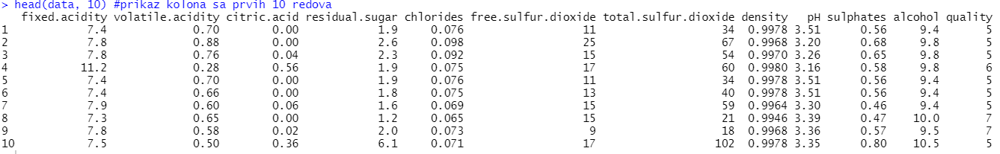 > head(data, 10) #prikaz kolona sa prvih 10 redova
fixed.acidity volatile.acidity citric.acid residual.sugar chlorides free.sulfur.dioxide total.sulfur.dioxide density pH sulphates alcohol quality
1 7.4 0.70 0.00 1.9 0.076 11 34 0.9978 3.51 0.56 9.4 5
2 7.8 0.88 0.00 2.6 0.098 25 67 0.9968 3.20 0.68 9.8 5
3 7.8 0.76 0.04 2.3 0.092 15 54 0.9970 3.26 0.65 9.8 5
4 11.2 0.28 0.56 1.9 0.075 17 60 0.9980 3.16 0.58 9.8 6
5 7.4 0.70 0.00 1.9 0.076 11 34 0.9978 3.51 0.56 9.4 5
6 7.4 0.66 0.00 1.8 0.075 13 40 0.9978 3.51 0.56 9.4 5
7 7.9 0.60 0.06 1.6 0.069 15 59 0.9964 3.30 0.46 9.4 5
8 7.3 0.65 0.00 1.2 0.065 15 21 0.9946 3.39 0.47 10.0 7
9 7.8 0.58 0.02 2.0 0.073 9 18 0.9968 3.36 0.57 9.5 7
10 7.5 0.50 0.36 6.1 0.071 17 102 0.9978 3.35 0.80 10.5 5